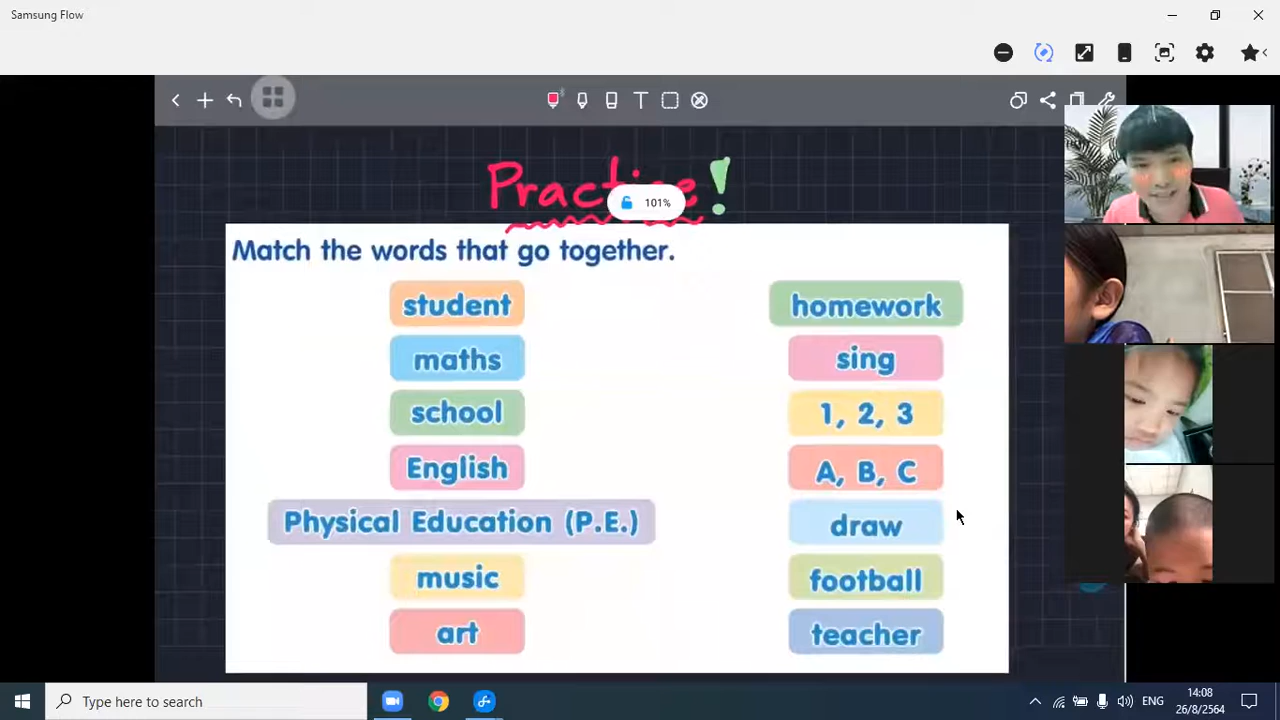 Samsung Flow
Practice!
101%
Match the words that go together.
student
homework
maths
sing
school
1, 2, 3
English
A, B, C
Physical Education (P.E.)
draw
music
football
art
teacher
Type here to search
ENG
14:08
26/8/2564